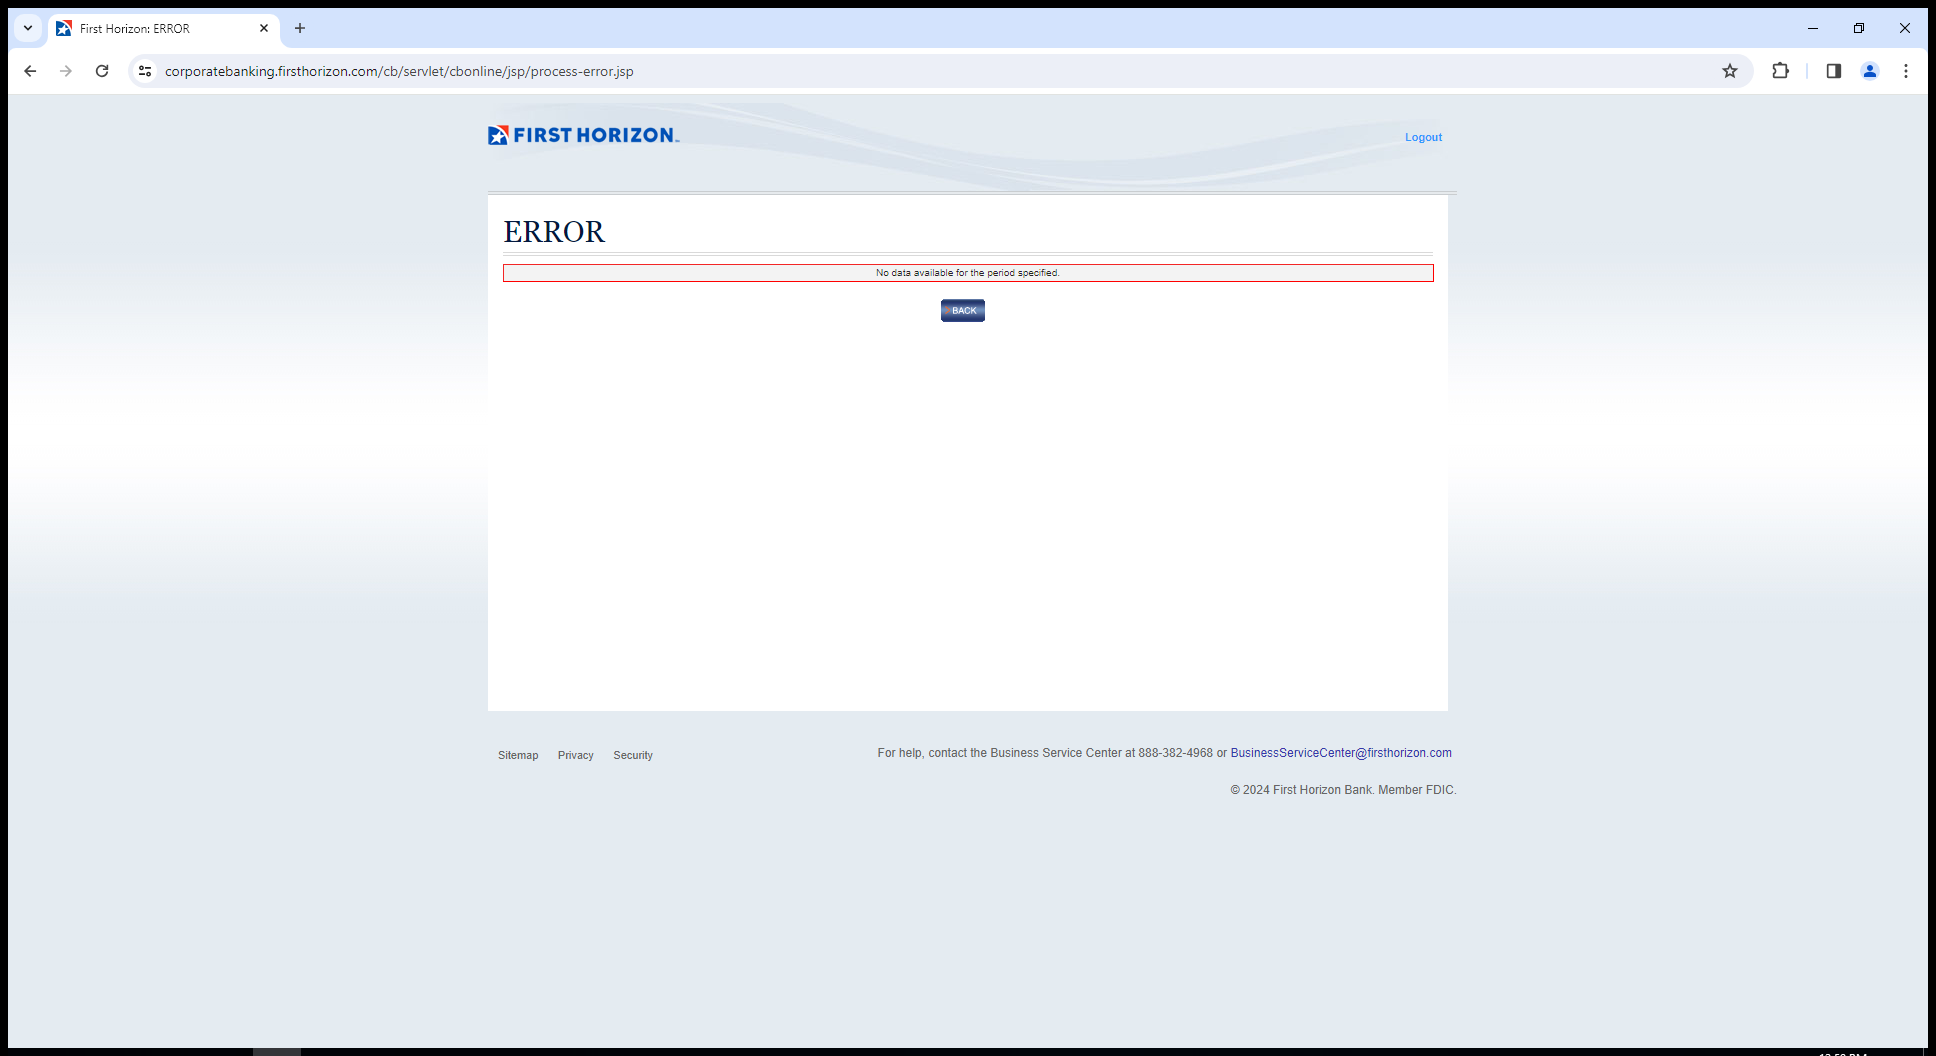 First Horizon: ERROR
corporatebanking.firsthorizon.com/cb/servlet/cbonline/jsp/process-error.jsp
FIRST HORIZON
Logout
ERROR
No data available for the period specified.
BACK
Sitemap Privacy Security
For help, contact the Business Service Center at 888-382-4968 or BusinessServiceCenter@firsthorizon.com
© 2024 First Horizon Bank. Member FDIC.